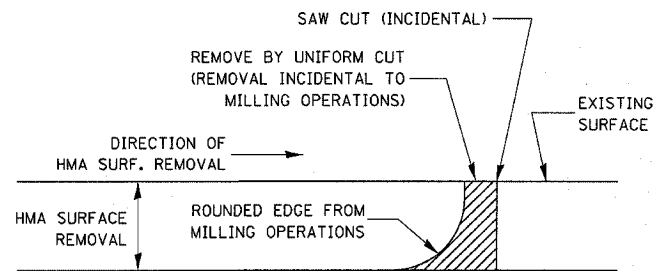 SAW CUT (INCIDENTAL)
REMOVE BY UNIFORM CUT
(REMOVAL INCIDENTAL TO
MILLING OPERATIONS)
EXISTING
SURFACE
DIRECTION OF
HMA SURF. REMOVAL
HMA SURFACE
REMOVAL
ROUNDED EDGE FROM
MILLING OPERATIONS